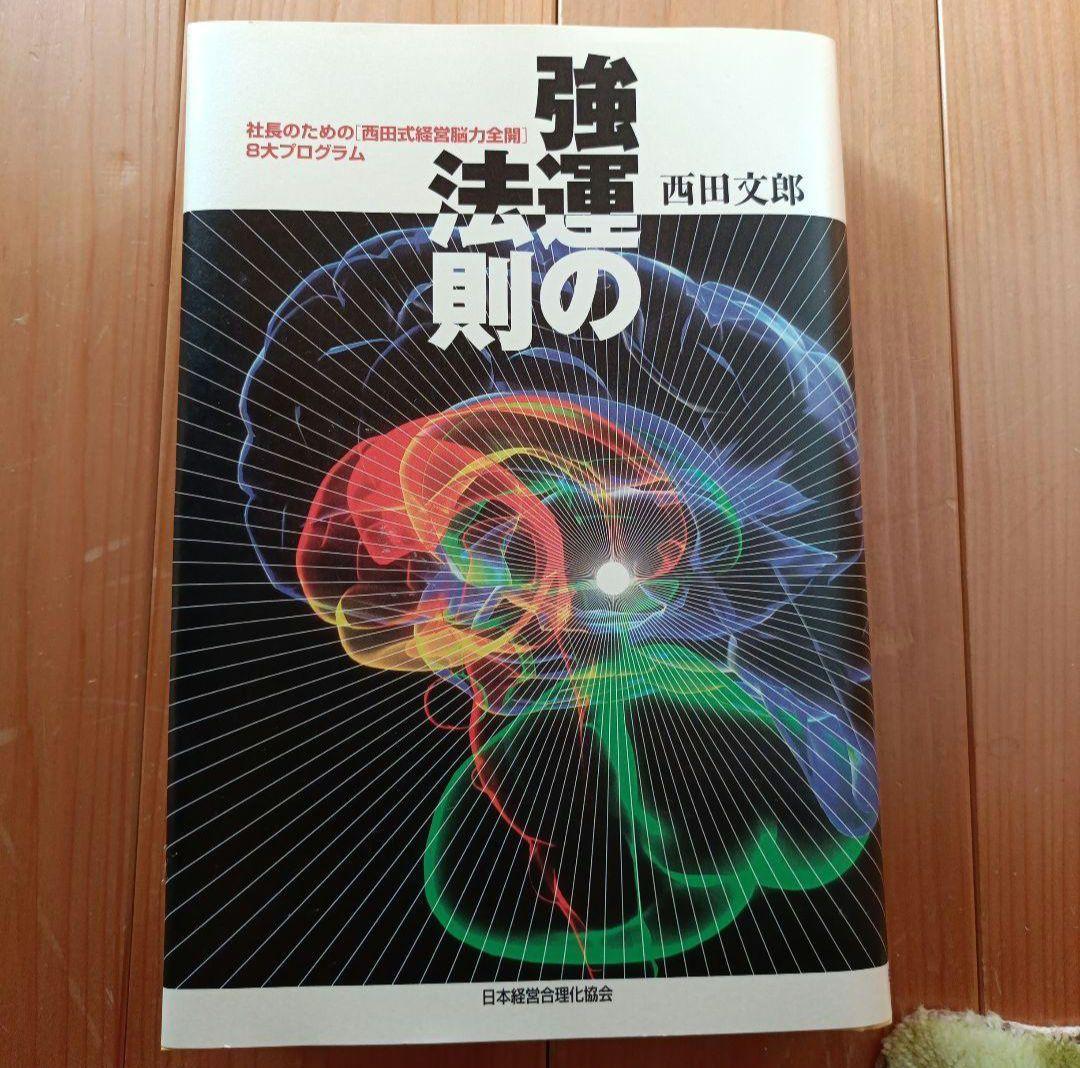 強運の
法則
社長のための[西田式経営脳力全開]
8大プログラム
西田文郎
日本経営合理化協会